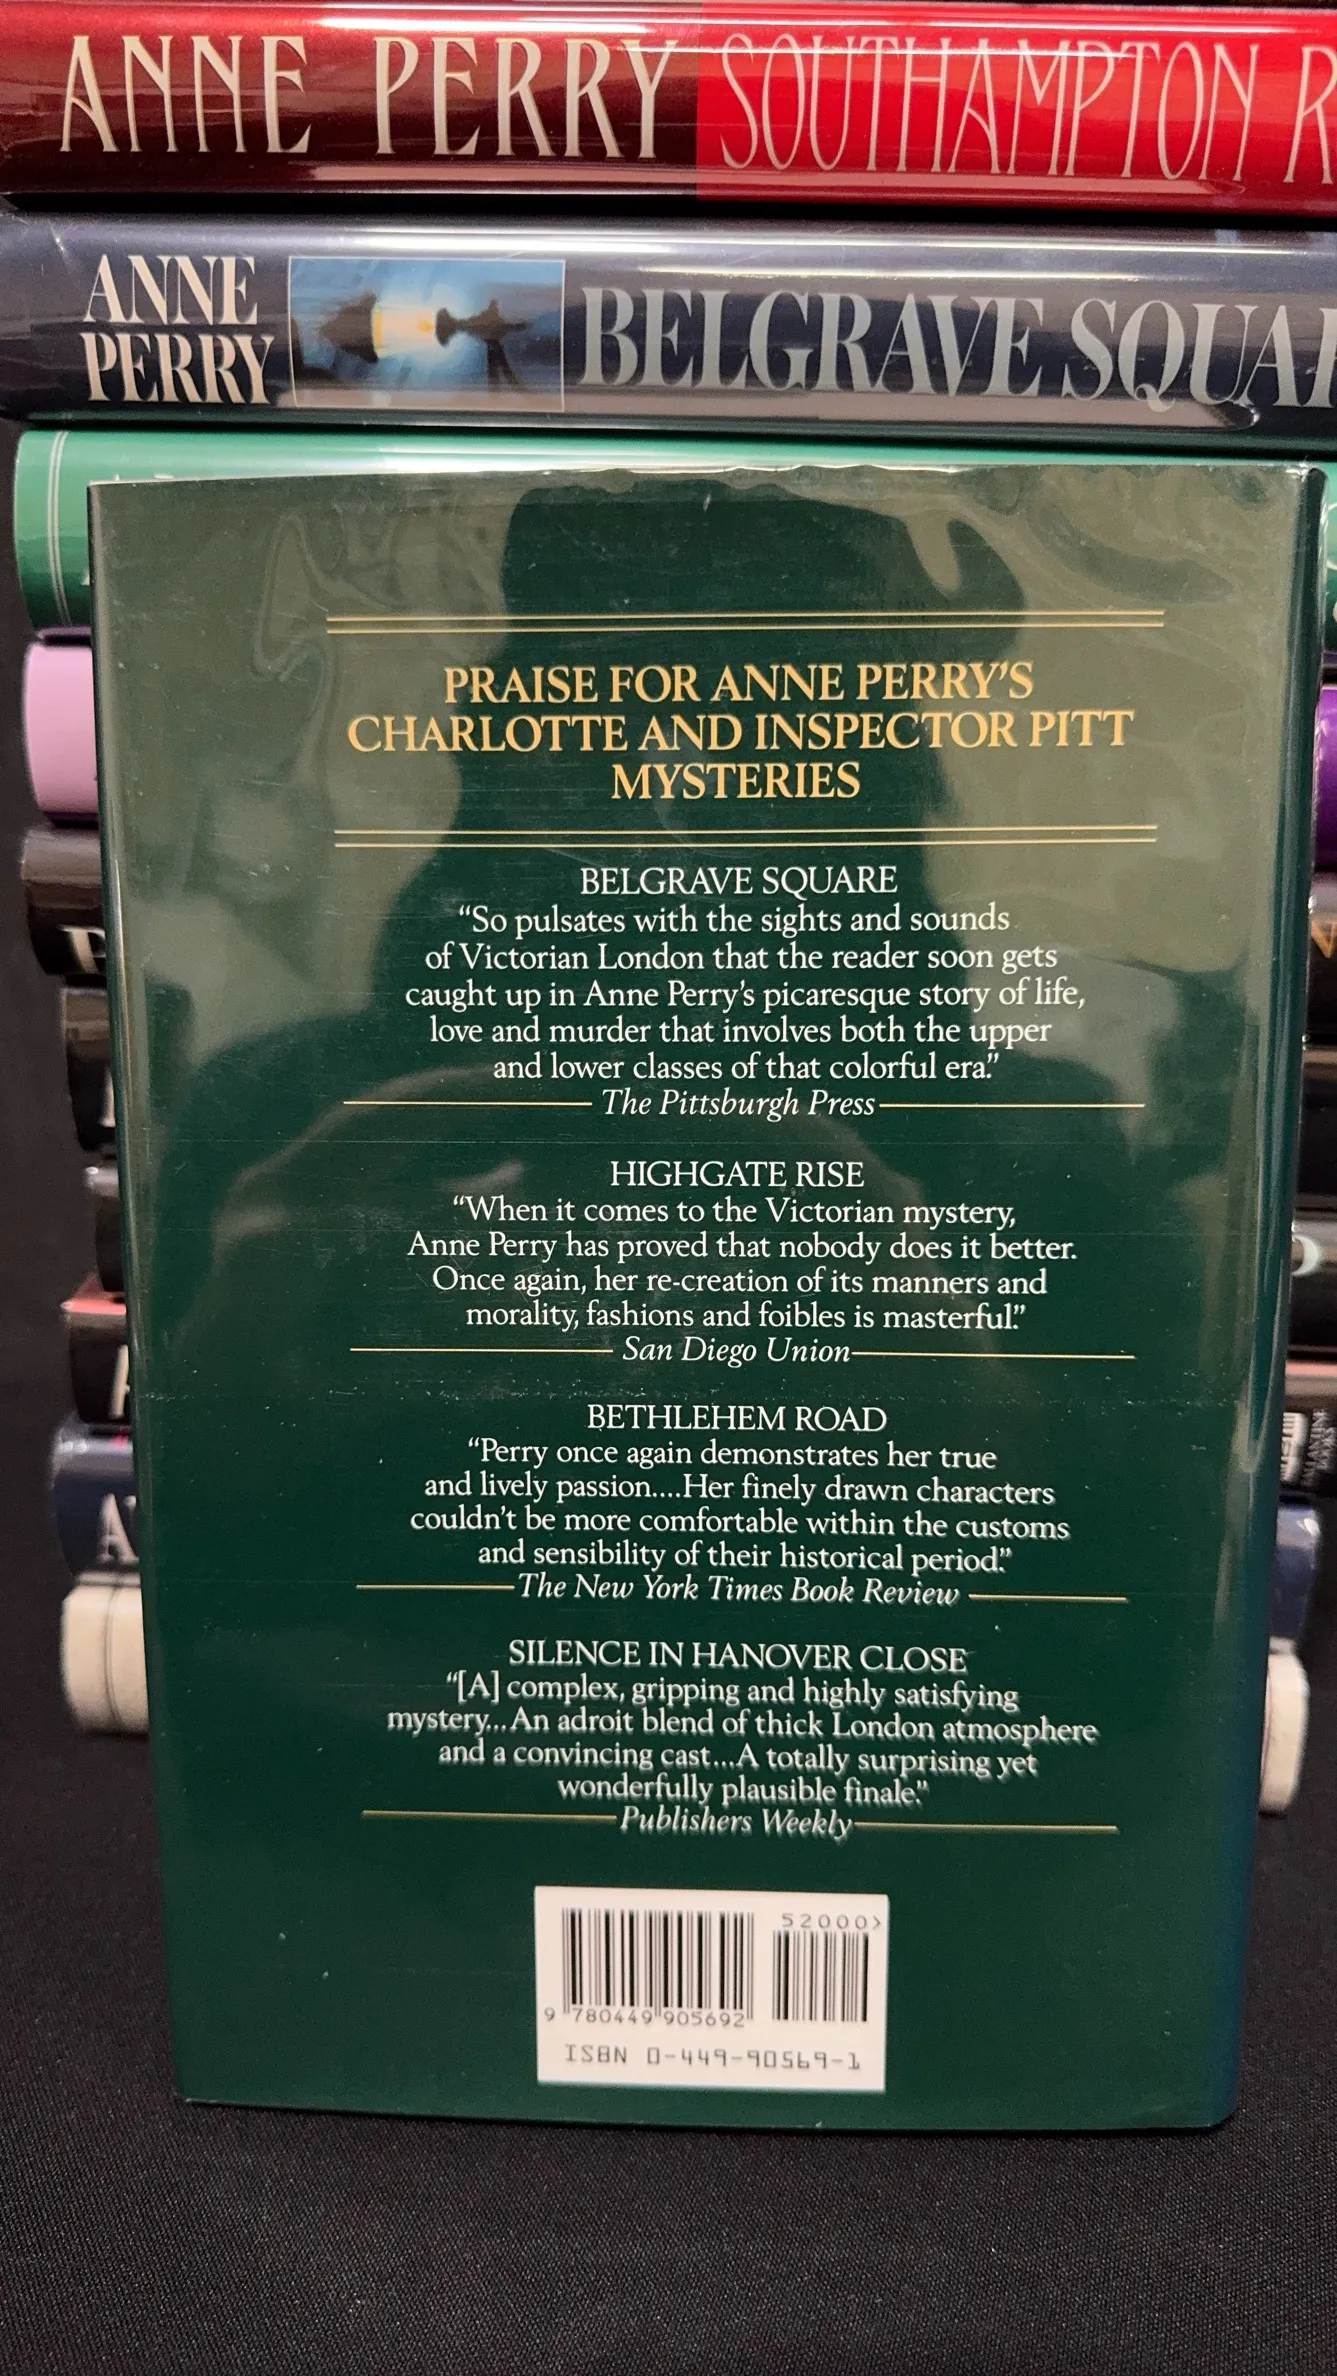 ANNE PERRY SOUTHAMPTON R
ANNE
PERRY
BELGRAVE SQUAR
PRAISE FOR ANNE PERRY'S
CHARLOTTE AND INSPECTOR PITT
MYSTERIES
BELGRAVE SQUARE
“So pulsates with the sights and sounds
of Victorian London that the reader soon gets
caught up in Anne Perry's picaresque story of life,
love and murder that involves both the upper
and lower classes of that colorful era.”
The Pittsburgh Press
HIGHGATE RISE
“When it comes to the Victorian mystery,
Anne Perry has proved that nobody does it better.
Once again, her re-creation of its manners and
morality, fashions and foibles is masterful.”
San Diego Union
BETHLEHEM ROAD
“Perry once again demonstrates her true
and lively passion....Her finely drawn characters
couldn't be more comfortable within the customs
and sensibility of their historical period.”
The New York Times Book Review
SILENCE IN HANOVER CLOSE
“[A] complex, gripping and highly satisfying
mystery...An adroit blend of thick London atmosphere
and a convincing cast...A totally surprising yet
wonderfully plausible finale.”
Publishers Weekly
52000>
9 780449 905692
ISBN 0-449-90569-1